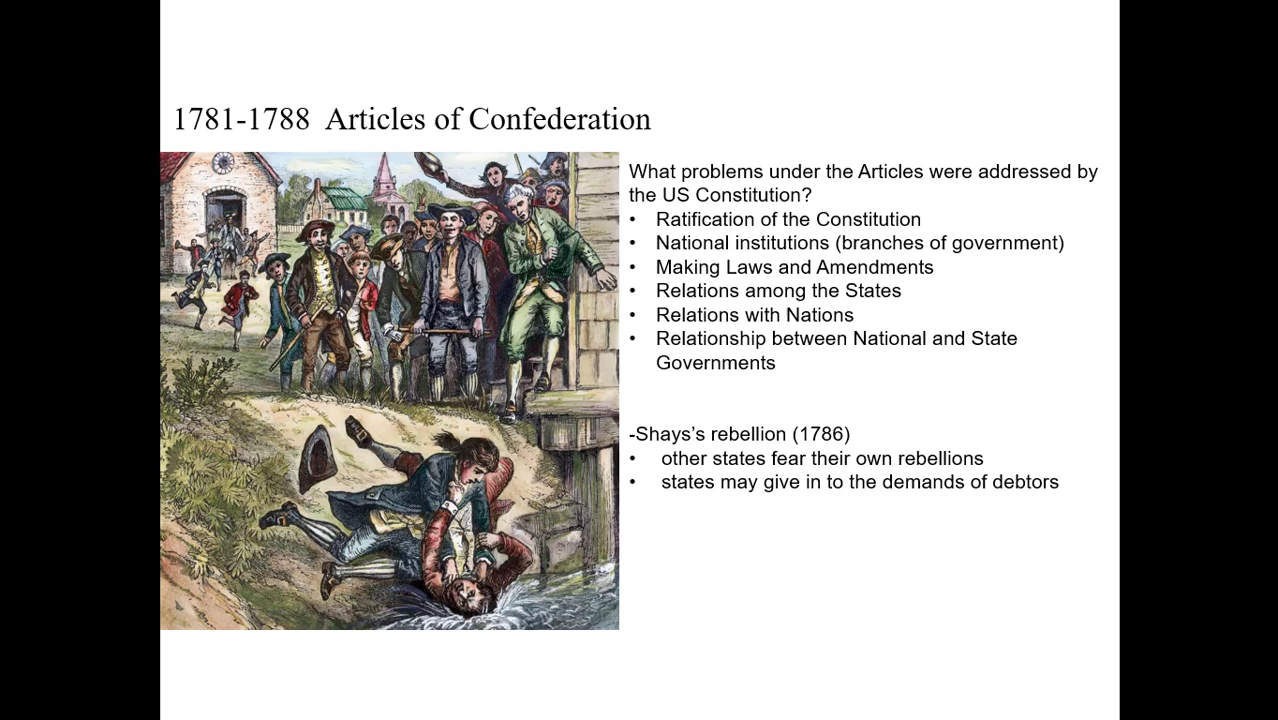 1781-1788  Articles of Confederation
What problems under the Articles were addressed by
the US Constitution?
• Ratification of the Constitution
• National institutions (branches of government)
• Making Laws and Amendments
• Relations among the States
• Relations with Nations
• Relationship between National and State
Governments
-Shays’s rebellion (1786)
• other states fear their own rebellions
• states may give in to the demands of debtors